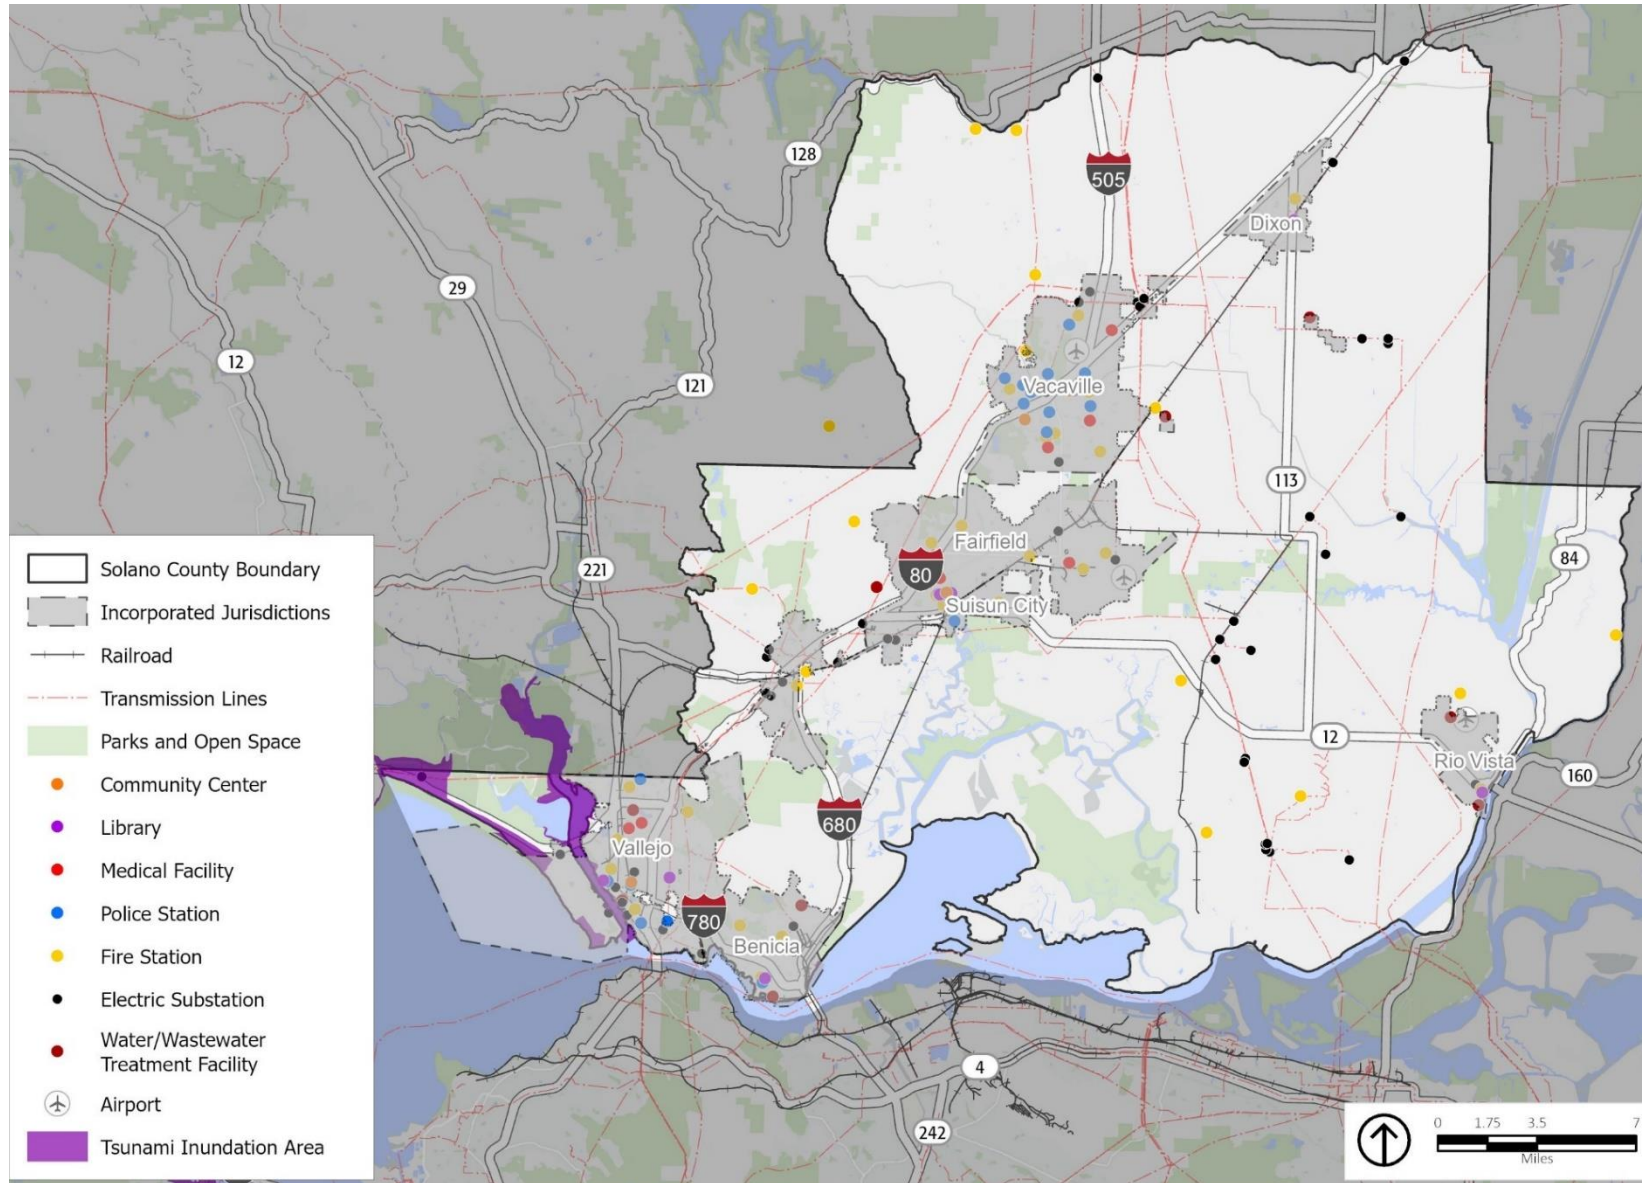 128
505
Dixon
29
12
121
Vacaville
113
Fairfield
80
84
221
Suisun City
12
Rio Vista
160
680
Vallejo
780
Benicia
4
242
Solano County Boundary
Incorporated Jurisdictions
Railroad
Transmission Lines
Parks and Open Space
Community Center
Library
Medical Facility
Police Station
Fire Station
Electric Substation
Water/Wastewater
Treatment Facility
Airport
Tsunami Inundation Area
0 1.75 3.5 7
Miles